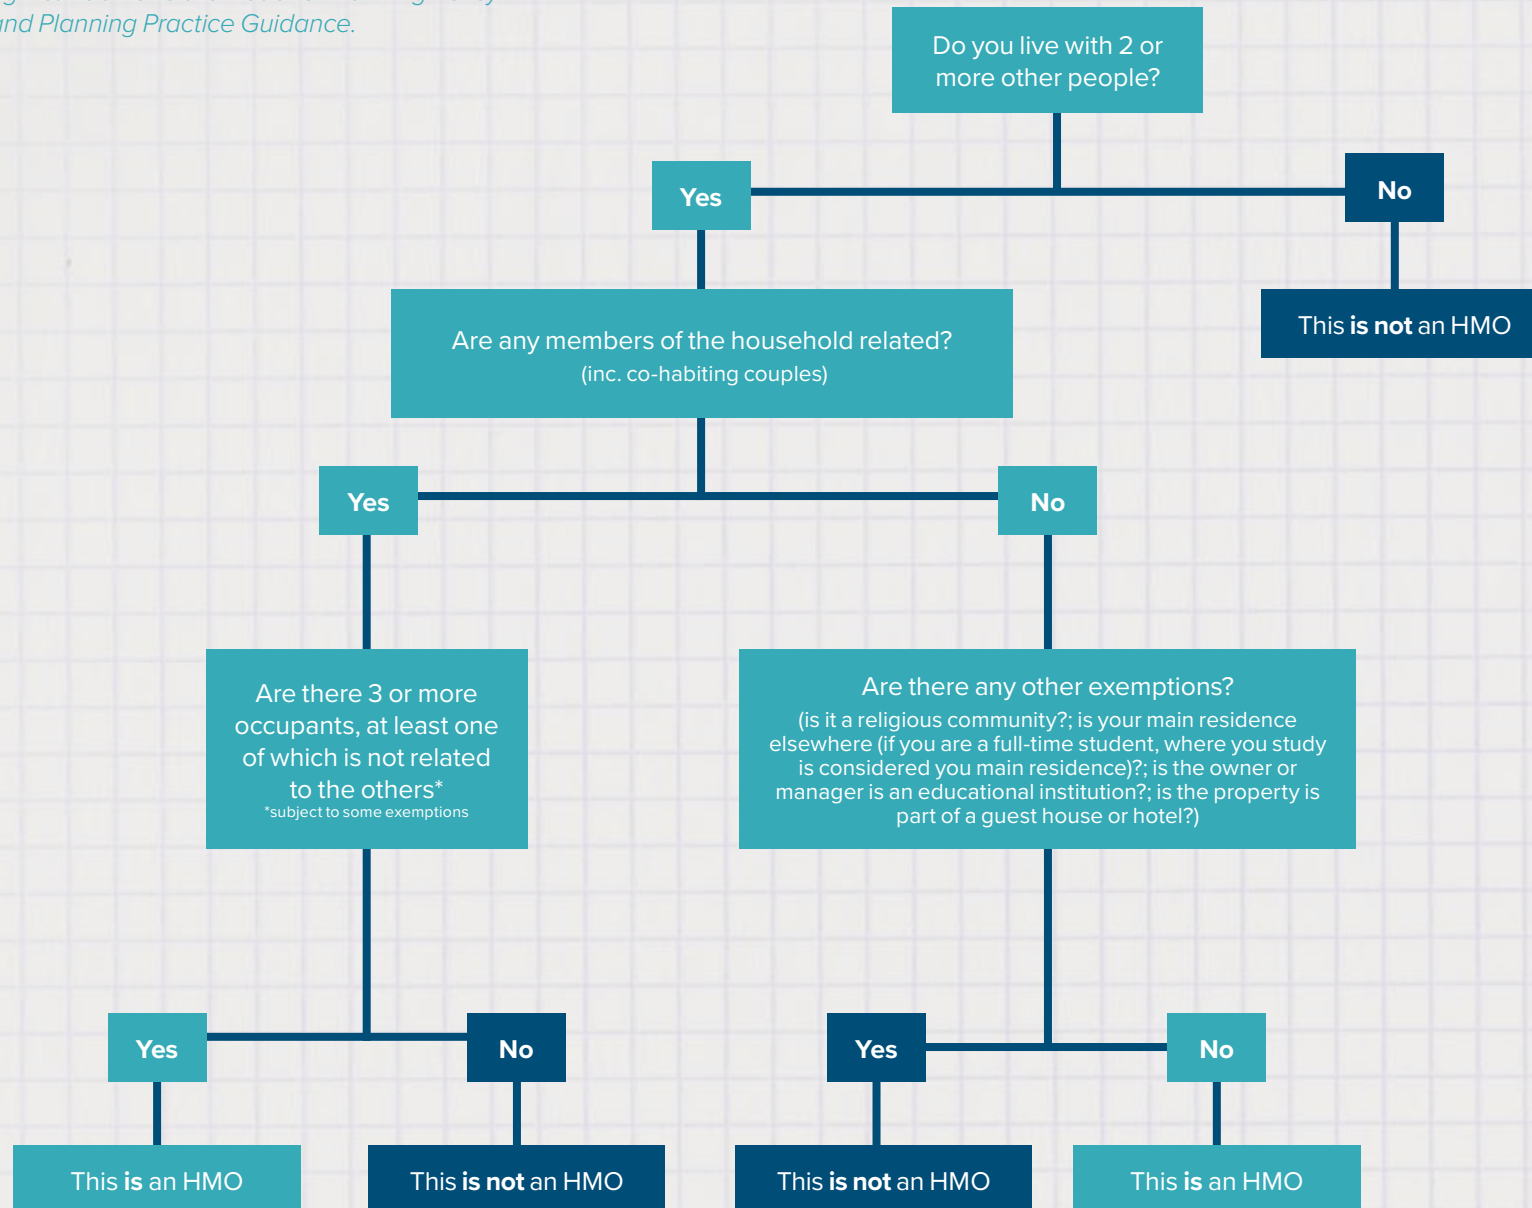 and Planning Practice Guidance.
Do you live with 2 or
more other people?
Yes
No
This is not an HMO
Are any members of the household related?
(inc. co-habiting couples)
Yes
No
Are there 3 or more
occupants, at least one
of which is not related
to the others*
*subject to some exemptions
Are there any other exemptions?
(is it a religious community?; is your main residence
elsewhere (if you are a full-time student, where you study
is considered you main residence)?; is the owner or
manager is an educational institution?; is the property is
part of a guest house or hotel?)
Yes
No
Yes
No
This is an HMO
This is not an HMO
This is not an HMO
This is an HMO